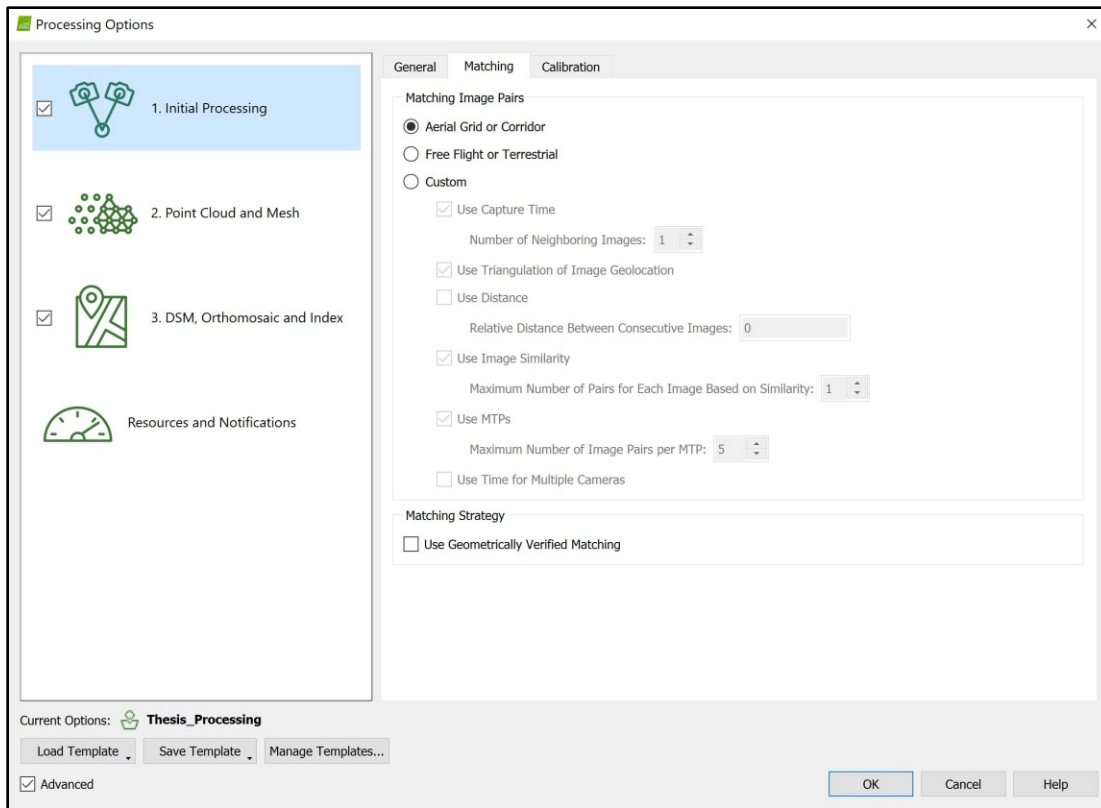 Processing Options
1. Initial Processing
2. Point Cloud and Mesh
3. DSM, Orthomosaic and Index
Resources and Notifications
General Matching Calibration
Matching Image Pairs
Aerial Grid or Corridor
Free Flight or Terrestrial
Custom
Use Capture Time
Number of Neighboring Images: 1
Use Triangulation of Image Geolocation
Use Distance
Relative Distance Between Consecutive Images: 0
Use Image Similarity
Maximum Number of Pairs for Each Image Based on Similarity: 1
Use MTPs
Maximum Number of Image Pairs per MTP: 5
Use Time for Multiple Cameras
Matching Strategy
Use Geometrically Verified Matching
Current Options: Thesis_Processing
Load Template Save Template Manage Templates...
Advanced
OK Cancel Help